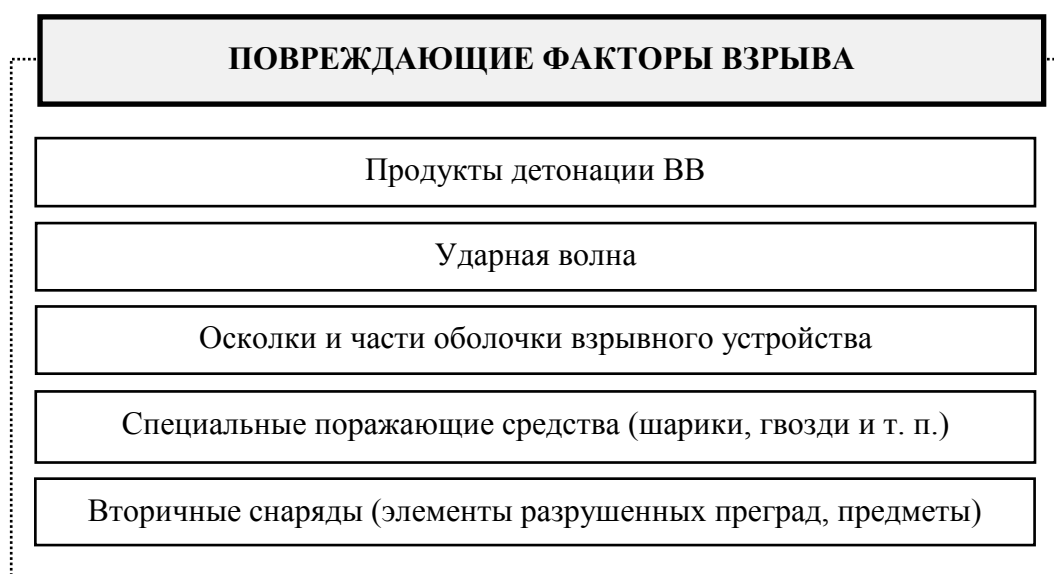 ПОВРЕЖДАЮЩИЕ ФАКТОРЫ ВЗРЫВА
Продукты детонации ВВ
Ударная волна
Осколки и части оболочки взрывного устройства
Специальные поражающие средства (шарики, гвозди и т. п.)
Вторичные снаряды (элементы разрушенных преград, предметы)